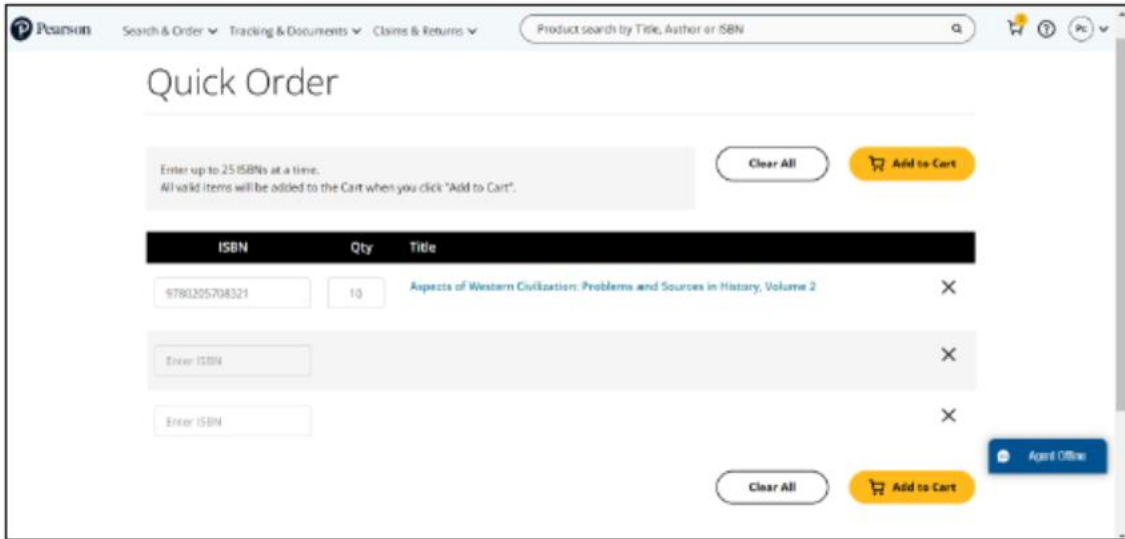 Pearson
Search & Order
Tracking & Documents
Claims & Returns
Product search by Title, Author or ISBN
Pc
Quick Order
Enter up to 25 ISBNs at a time.
All valid items will be added to the Cart when you click "Add to Cart".
Clear All
Add to Cart
ISBN Qty Title
9780205708321 10 Aspects of Western Civilization: Problems and Sources in History, Volume 2
Enter ISBN
Enter ISBN
Agent Offline
Clear All
Add to Cart